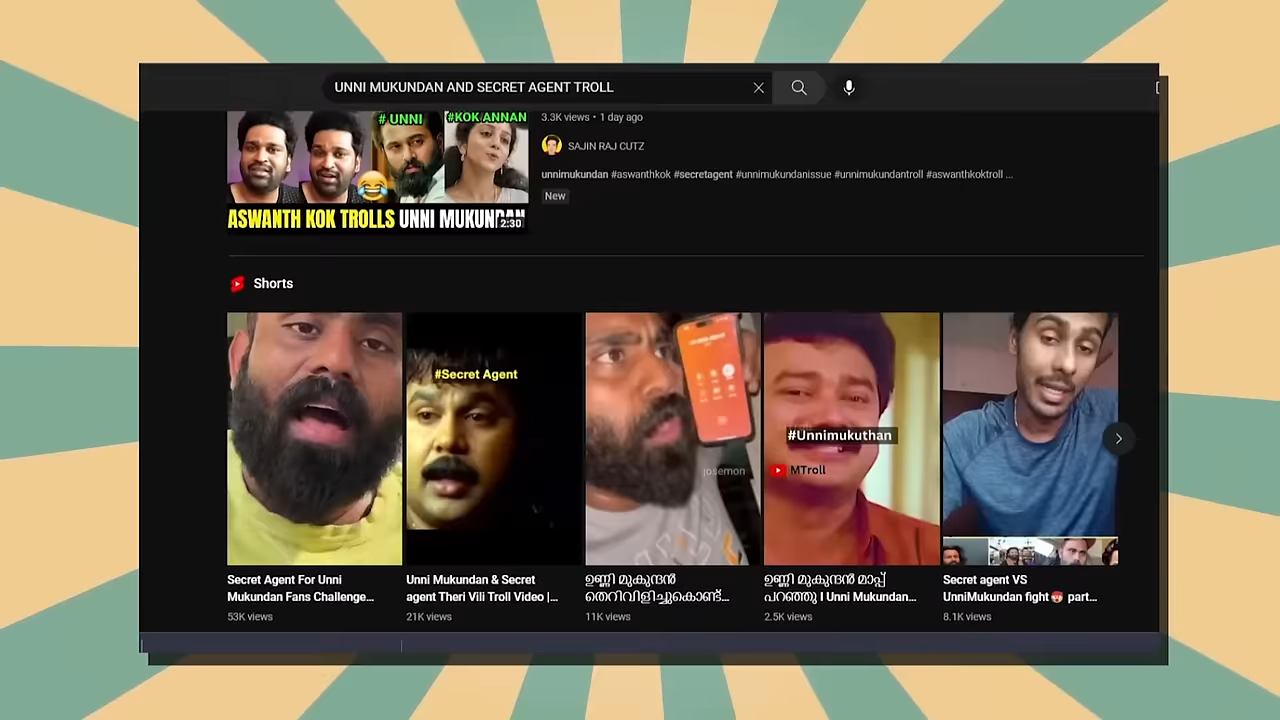 UNNI MUKUNDAN AND SECRET AGENT TROLL
# UNNI
#KOK ANNAN
3.3K views • 1 day ago
SAJIN RAJ CUTZ
unnimukundan #aswanthkok #secretagent #unnimukundanissue #unnimukundantroll #aswanthkoktroll ...
New
ASWANTH KOK TROLLS UNNI MUKUNDAN
2:30
Shorts
#Secret Agent
josemon
#Unnimukuthan
MTroll
Secret Agent For Unni
Mukundan Fans Challenge...
53K views
Unni Mukundan & Secret
agent Theri Vili Troll Video |...
21K views
ഉണ്ണി മുകുന്ദൻ
തെറിവിളിച്ചുകൊണ്ട്...
11K views
ഉണ്ണി മുകുന്ദൻ മാപ്പ്
പറഞ്ഞു I Unni Mukundan...
2.5K views
Secret agent VS
UnniMukundan fight😡 part...
8.1K views